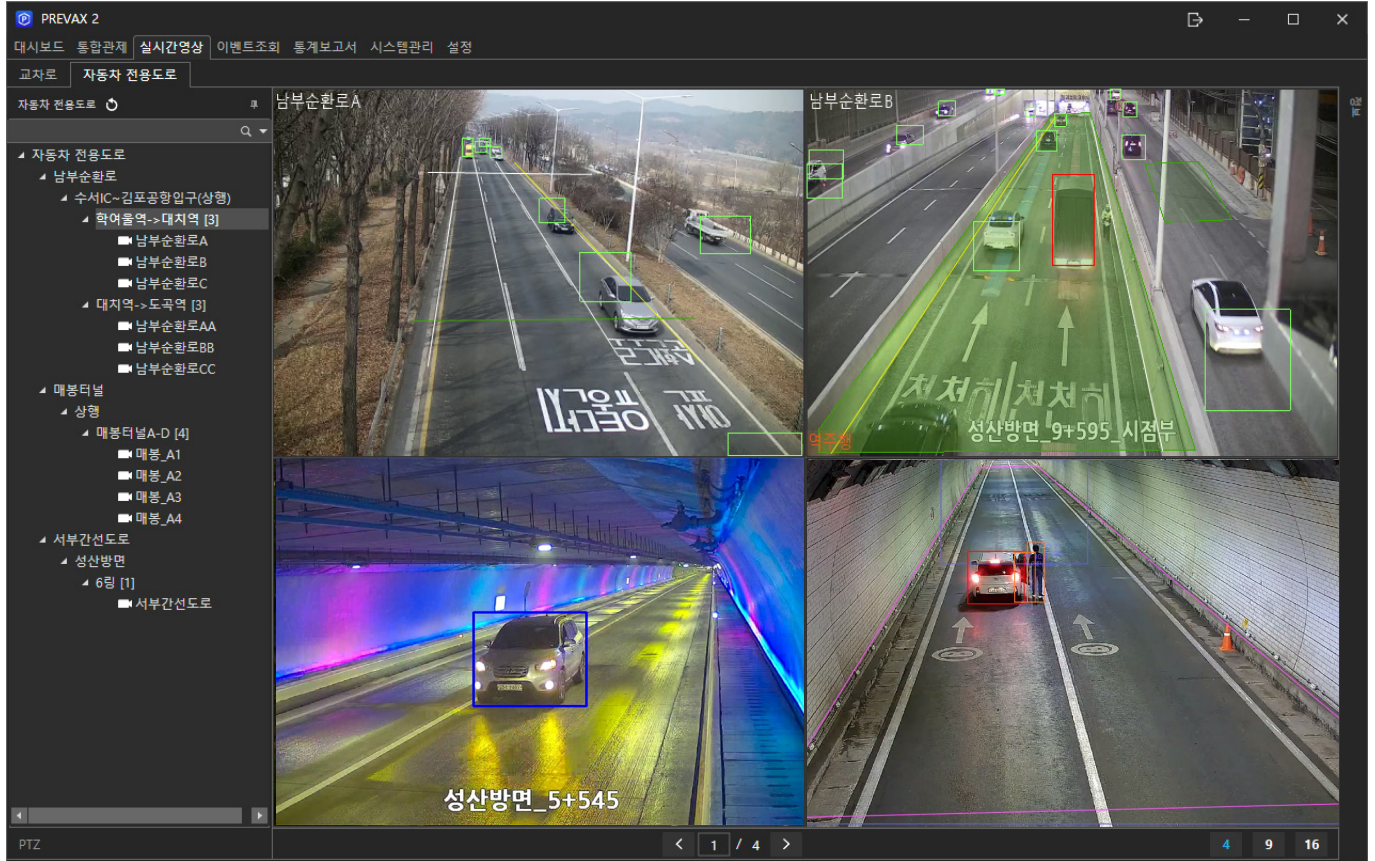 PREVAX 2
대시보드 통합관제 실시간영상 이벤트조회 통계보고서 시스템관리 설정
교차로 자동차 전용도로
자동차 전용도로
자동차 전용도로
남부순환로
수서IC~김포공항입구(상행)
학여울역->대치역 [3]
남부순환로A
남부순환로B
남부순환로C
대치역->도곡역 [3]
남부순환로AA
남부순환로BB
남부순환로CC
매봉터널
상행
매봉터널A-D [4]
매봉_A1
매봉_A2
매봉_A3
매봉_A4
서부간선도로
성산방면
6링 [1]
서부간선도로
PTZ
남부순환로A
남부순환로B
천천히 천천히
성산방면_9+595_시점부
역주행
성산방면_5+545
정보
1 / 4
4 9 16